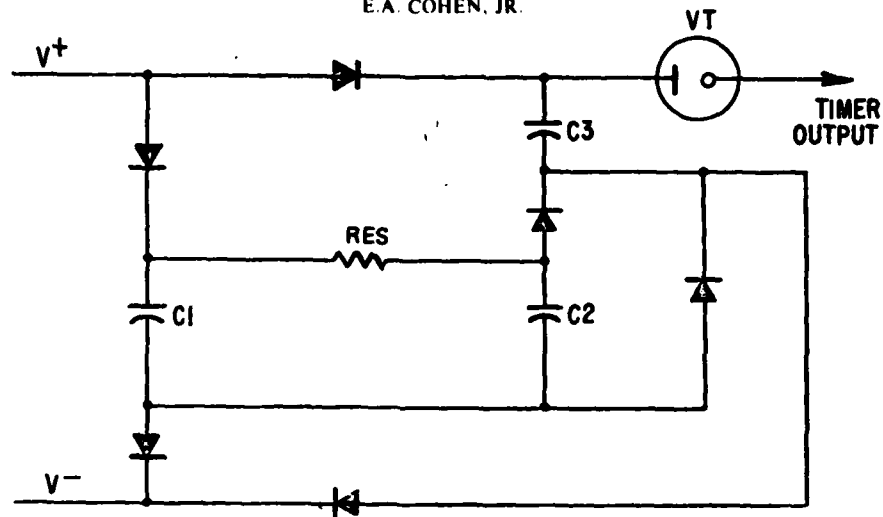 E.A. COHEN, JR.
VT
V+
TIMER
OUTPUT
C3
RES
C1
C2
V−